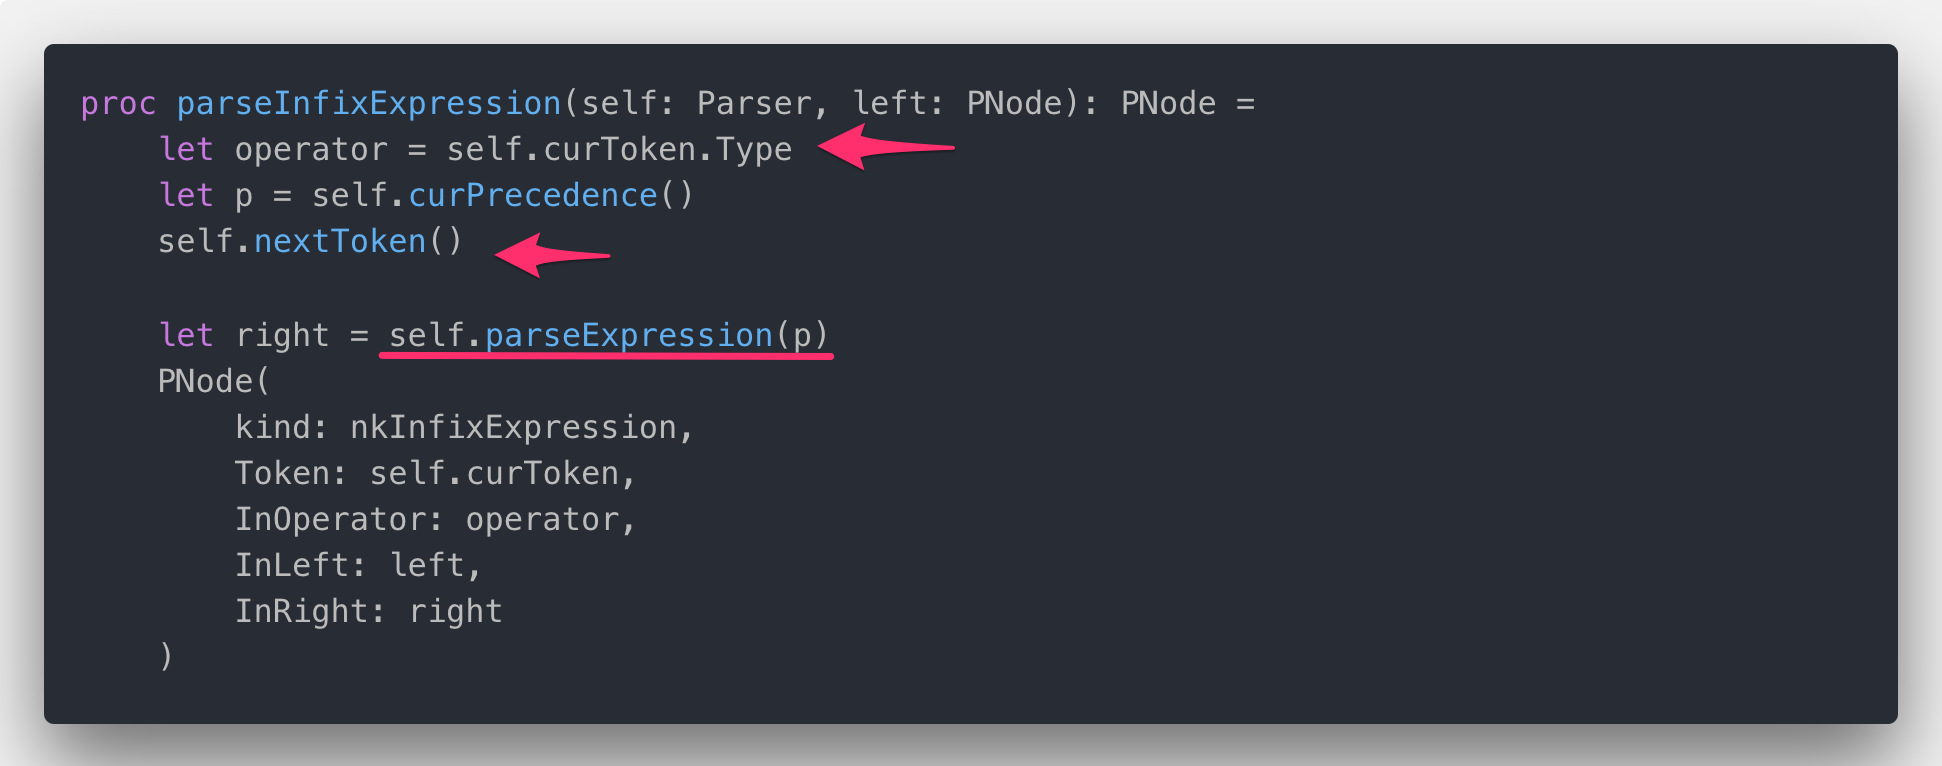 proc parseInfixExpression(self: Parser, left: PNode): PNode =
    let operator = self.curToken.Type
    let p = self.curPrecedence()
    self.nextToken()

    let right = self.parseExpression(p)
    PNode(
        kind: nkInfixExpression,
        Token: self.curToken,
        InOperator: operator,
        InLeft: left,
        InRight: right
    )